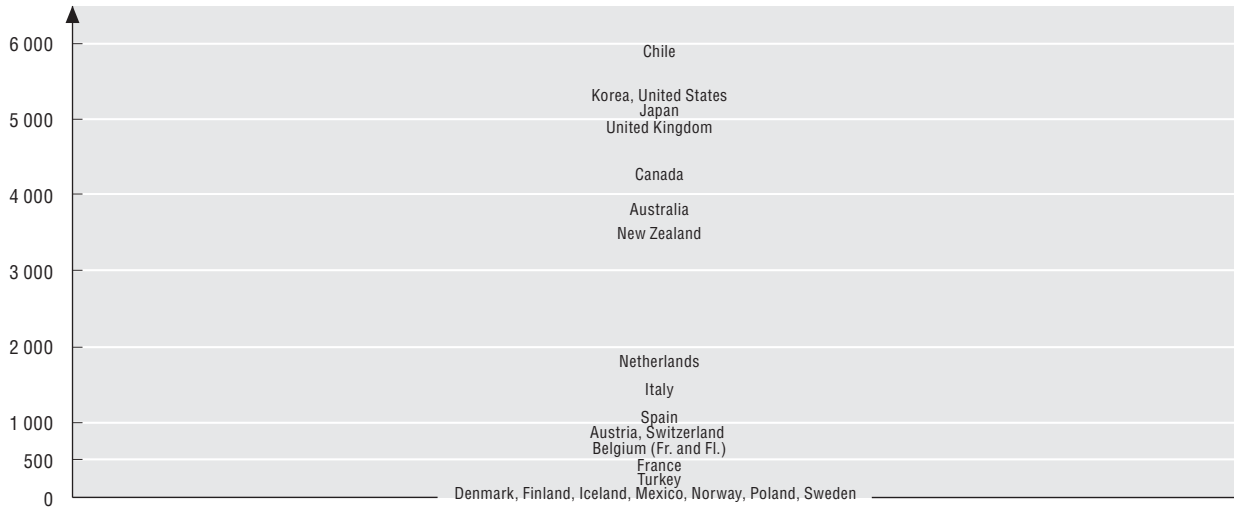 6 000
Chile
Korea, United States
Japan
5 000
United Kingdom
Canada
4 000
Australia
New Zealand
3 000
2 000
Netherlands
Italy
Spain
1 000
Austria, Switzerland
Belgium (Fr. and Fl.)
500
France
Turkey
Denmark, Finland, Iceland, Mexico, Norway, Poland, Sweden
0